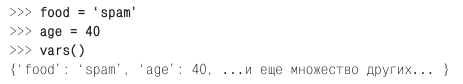 >>> food = ‘spam’
>>> age = 40
>>> vars()
{‘food’: ‘spam’, ‘age’: 40, ...и еще множество других... }